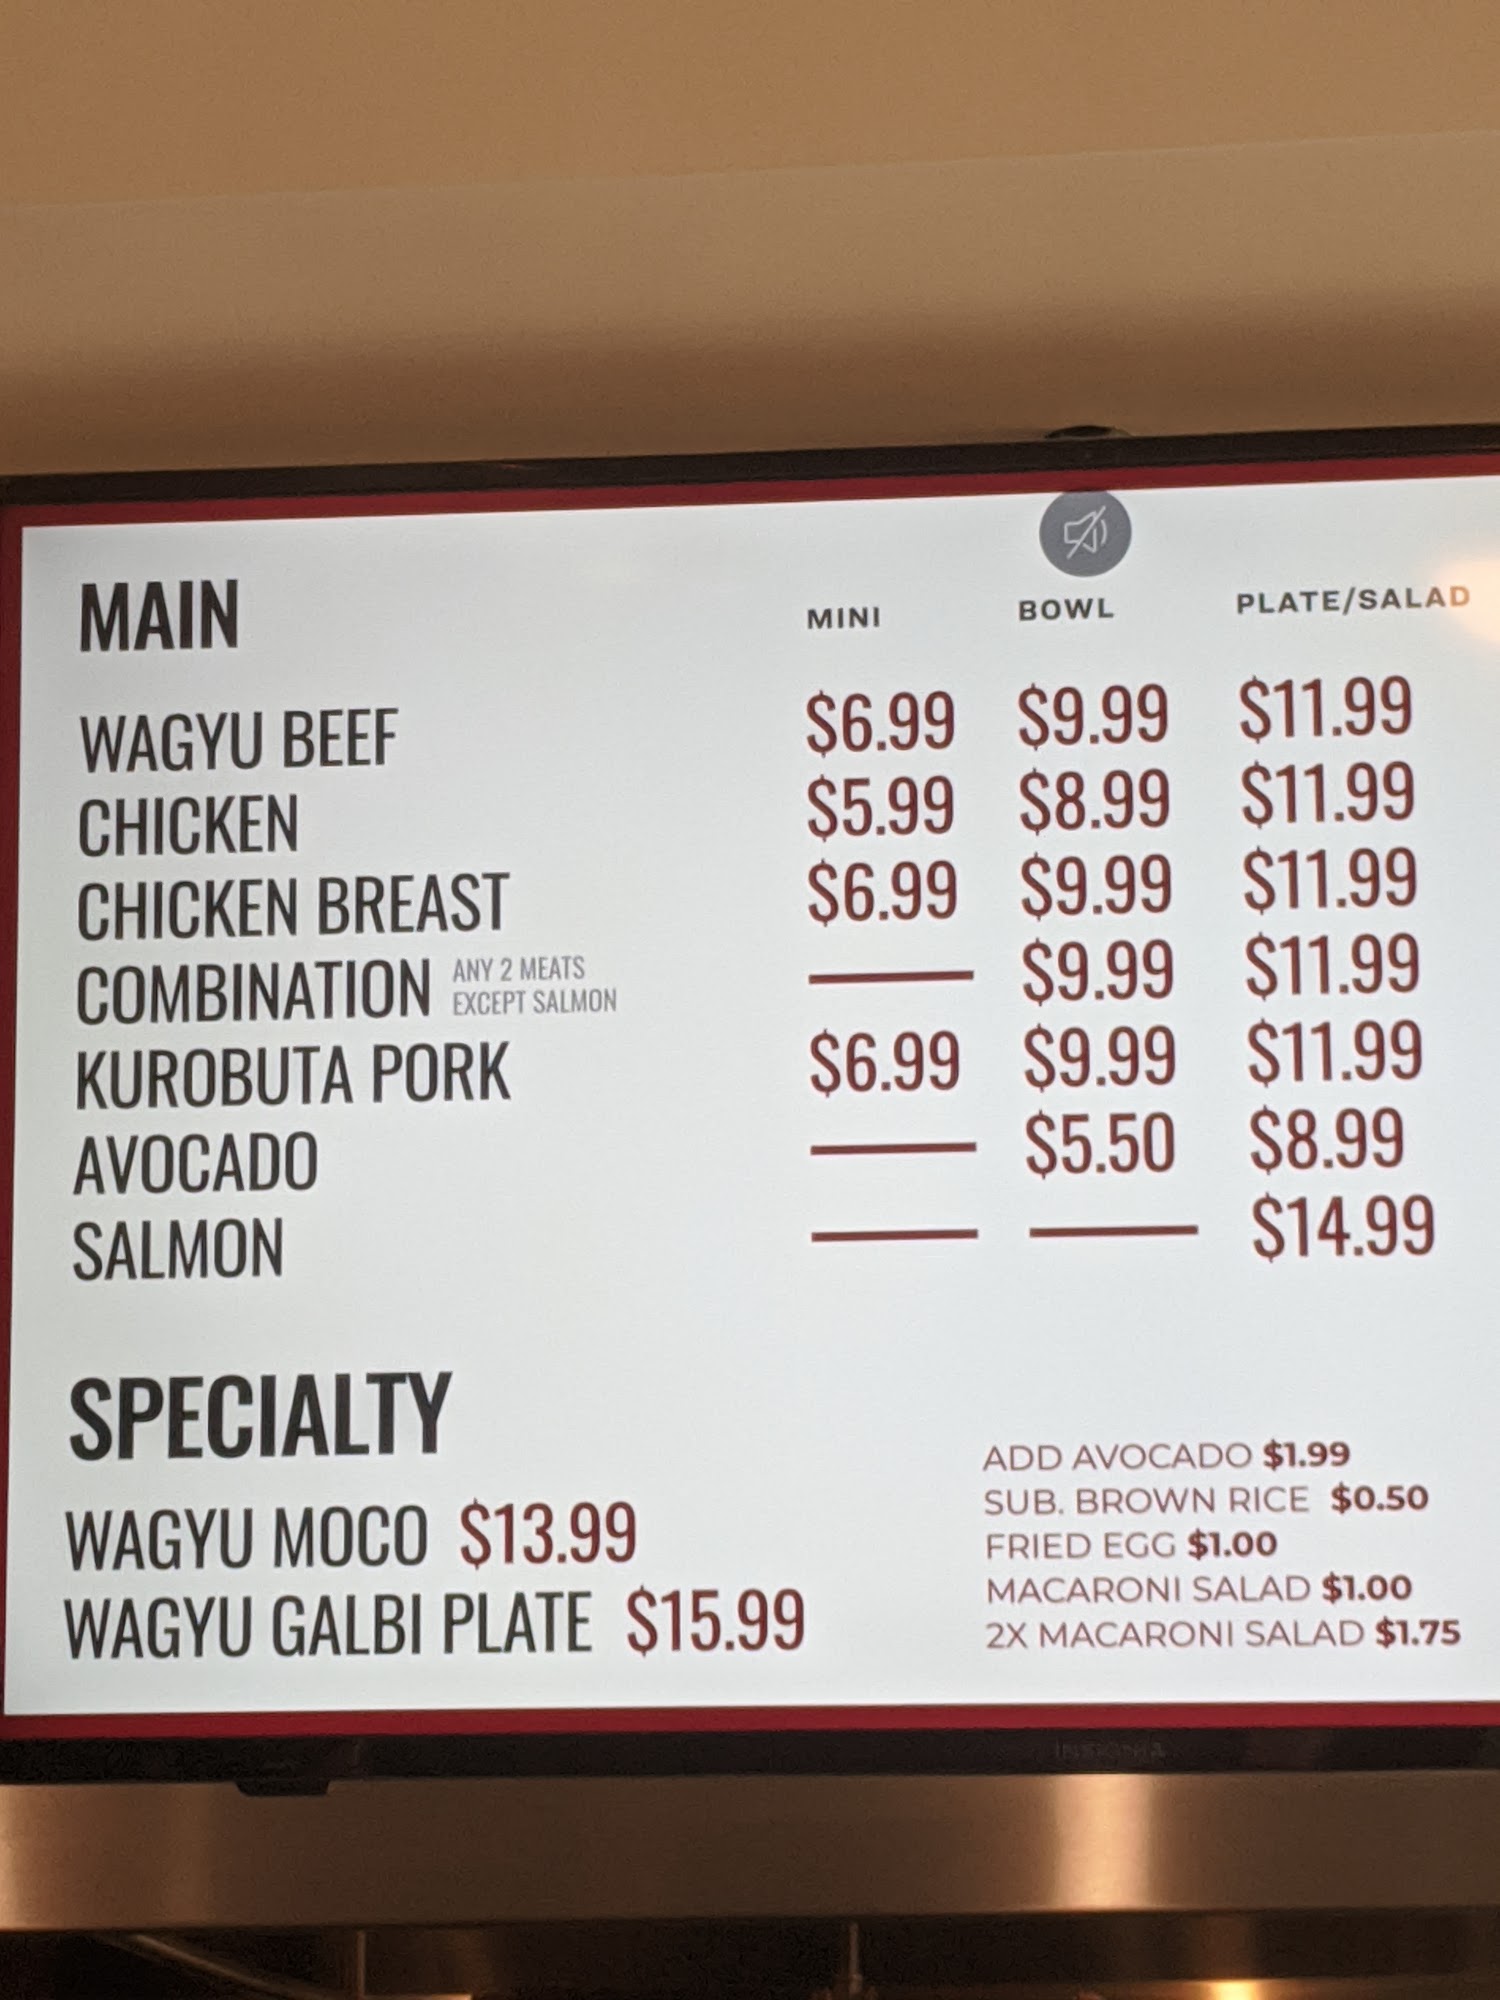 MAIN MINI BOWL PLATE/SALAD
WAGYU BEEF $6.99 $9.99 $11.99
CHICKEN $5.99 $8.99 $11.99
CHICKEN BREAST $6.99 $9.99 $11.99
COMBINATION ANY 2 MEATS EXCEPT SALMON — $9.99 $11.99
KUROBUTA PORK $6.99 $9.99 $11.99
AVOCADO — $5.50 $8.99
SALMON — — $14.99
SPECIALTY
WAGYU MOCO $13.99
WAGYU GALBI PLATE $15.99
ADD AVOCADO $1.99
SUB. BROWN RICE $0.50
FRIED EGG $1.00
MACARONI SALAD $1.00
2X MACARONI SALAD $1.75
INSIGNIA